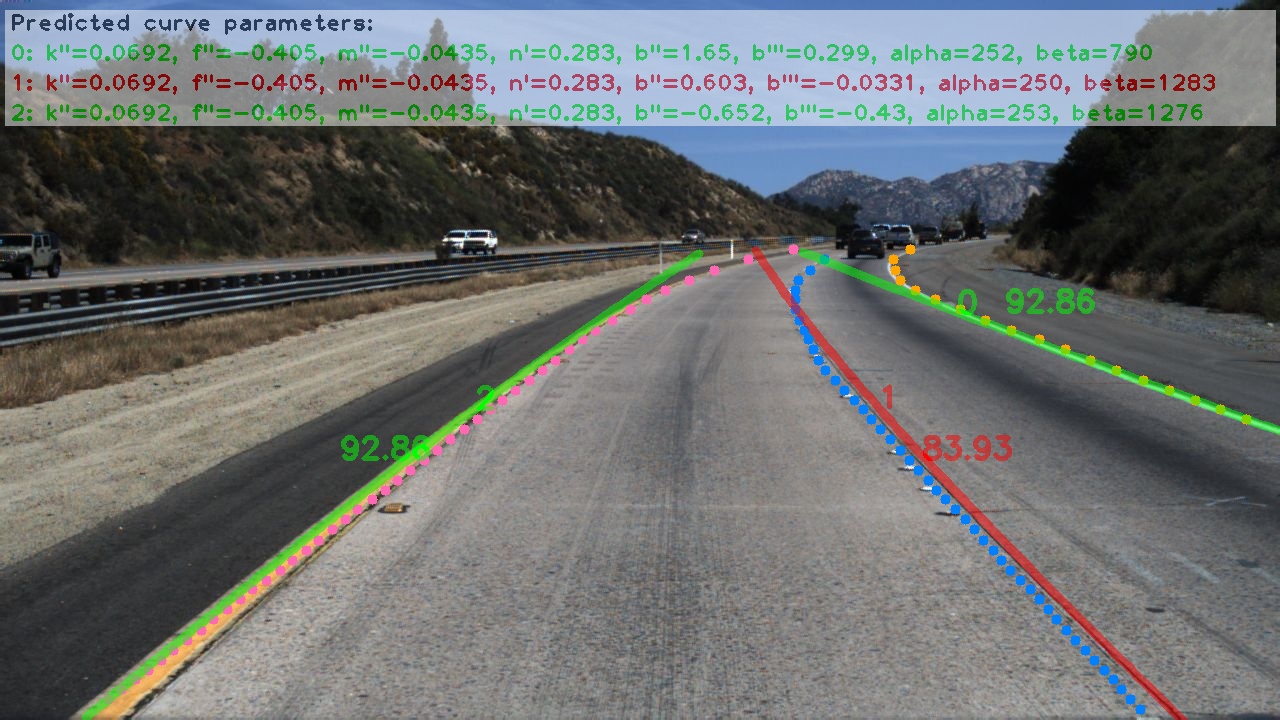 Predicted curve parameters:
0: k''=0.0692, f''=-0.405, m''=-0.0435, n'=0.283, b''=1.65, b'''=0.299, alpha=252, beta=790
1: k''=0.0692, f''=-0.405, m''=-0.0435, n'=0.283, b''=0.603, b'''=-0.0331, alpha=250, beta=1283
2: k''=0.0692, f''=-0.405, m''=-0.0435, n'=0.283, b''=-0.652, b'''=-0.43, alpha=253, beta=1276
0 92.86
2
1
92.86
83.93